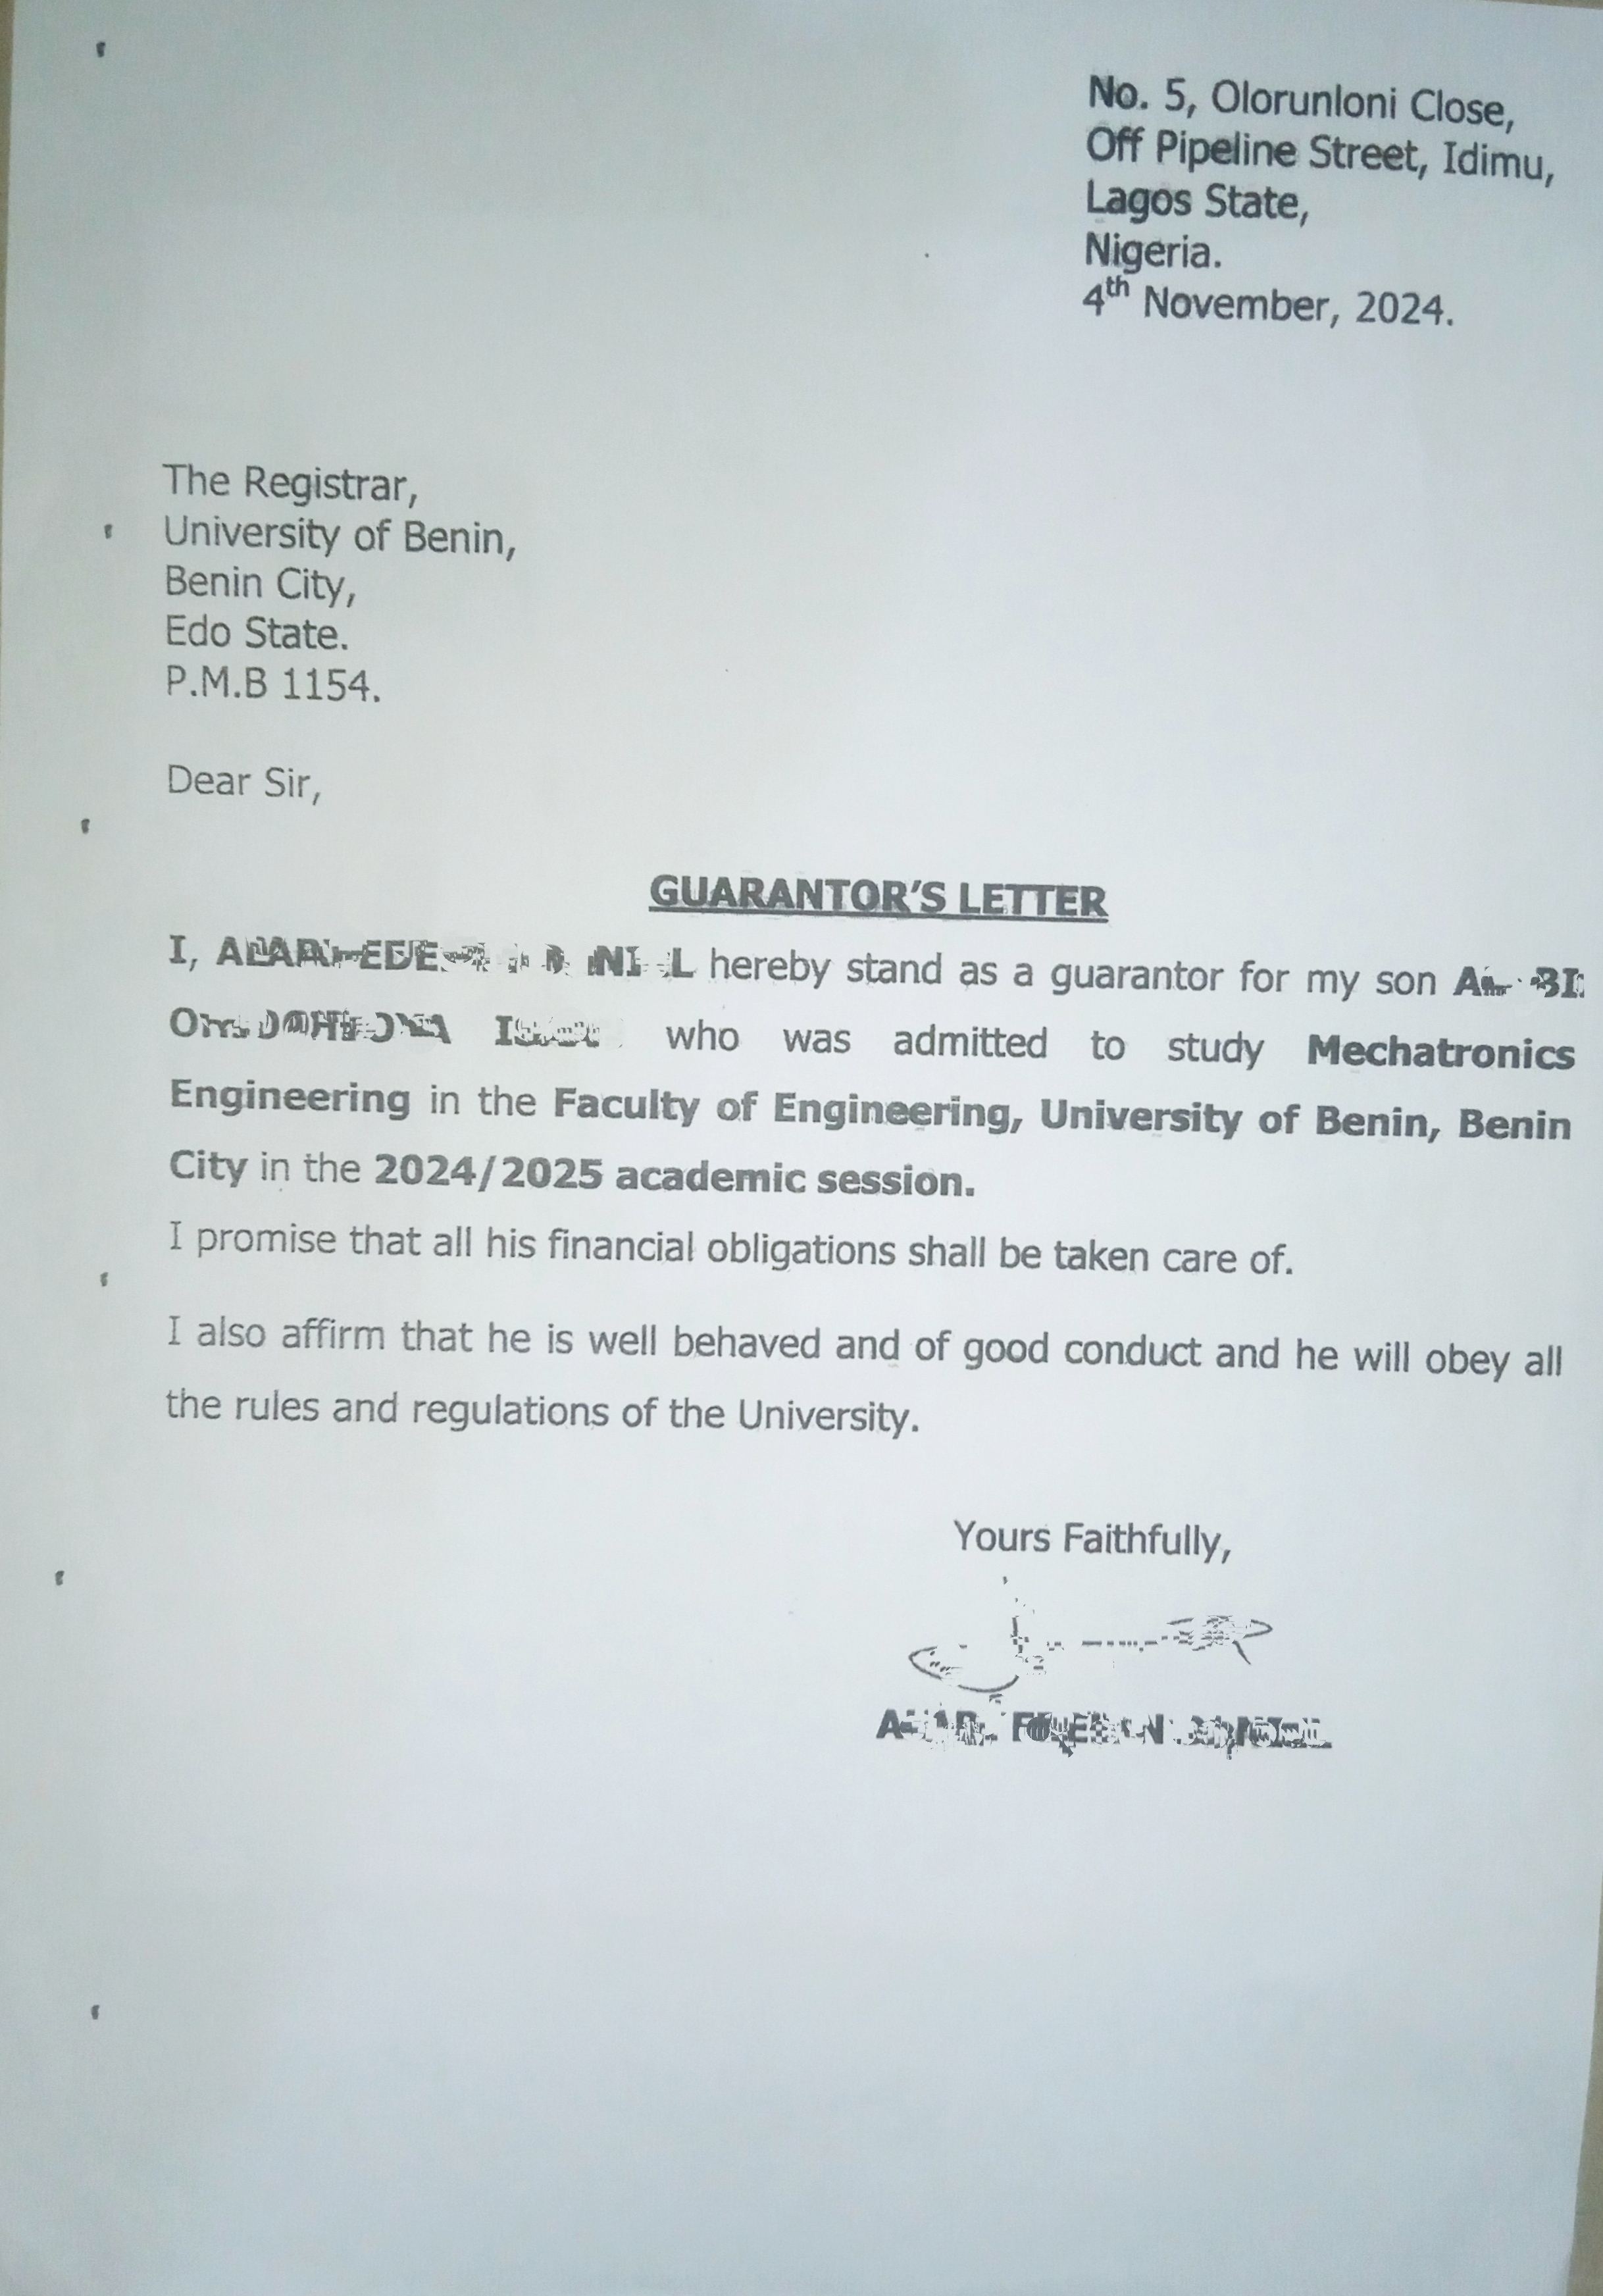 No. 5, Olorunloni Close,
Off Pipeline Street, Idimu,
Lagos State,
Nigeria.
4th November, 2024.
The Registrar,
University of Benin,
Benin City,
Edo State.
P.M.B 1154.
Dear Sir,
GUARANTOR'S LETTER
I, hereby stand as a guarantor for my son
who was admitted to study Mechatronics
Engineering in the Faculty of Engineering, University of Benin, Benin
City in the 2024/2025 academic session.
I promise that all his financial obligations shall be taken care of.
I also affirm that he is well behaved and of good conduct and he will obey all
the rules and regulations of the University.
Yours Faithfully,